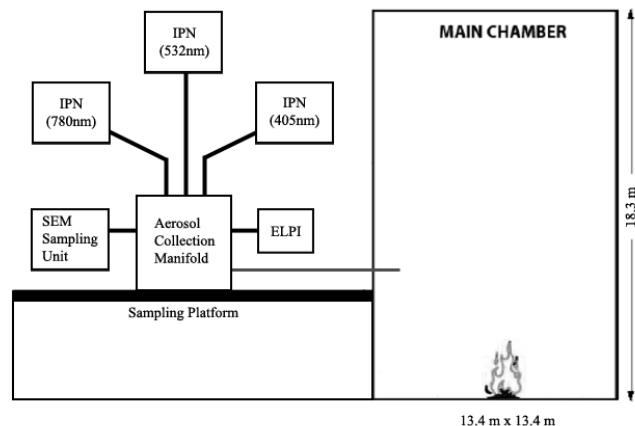 IPN
(532nm)
MAIN CHAMBER
IPN
(780nm)
IPN
(405nm)
SEM
Sampling
Unit
Aerosol
Collection
Manifold
ELPI
18.3 m
Sampling Platform
13.4 m x 13.4 m